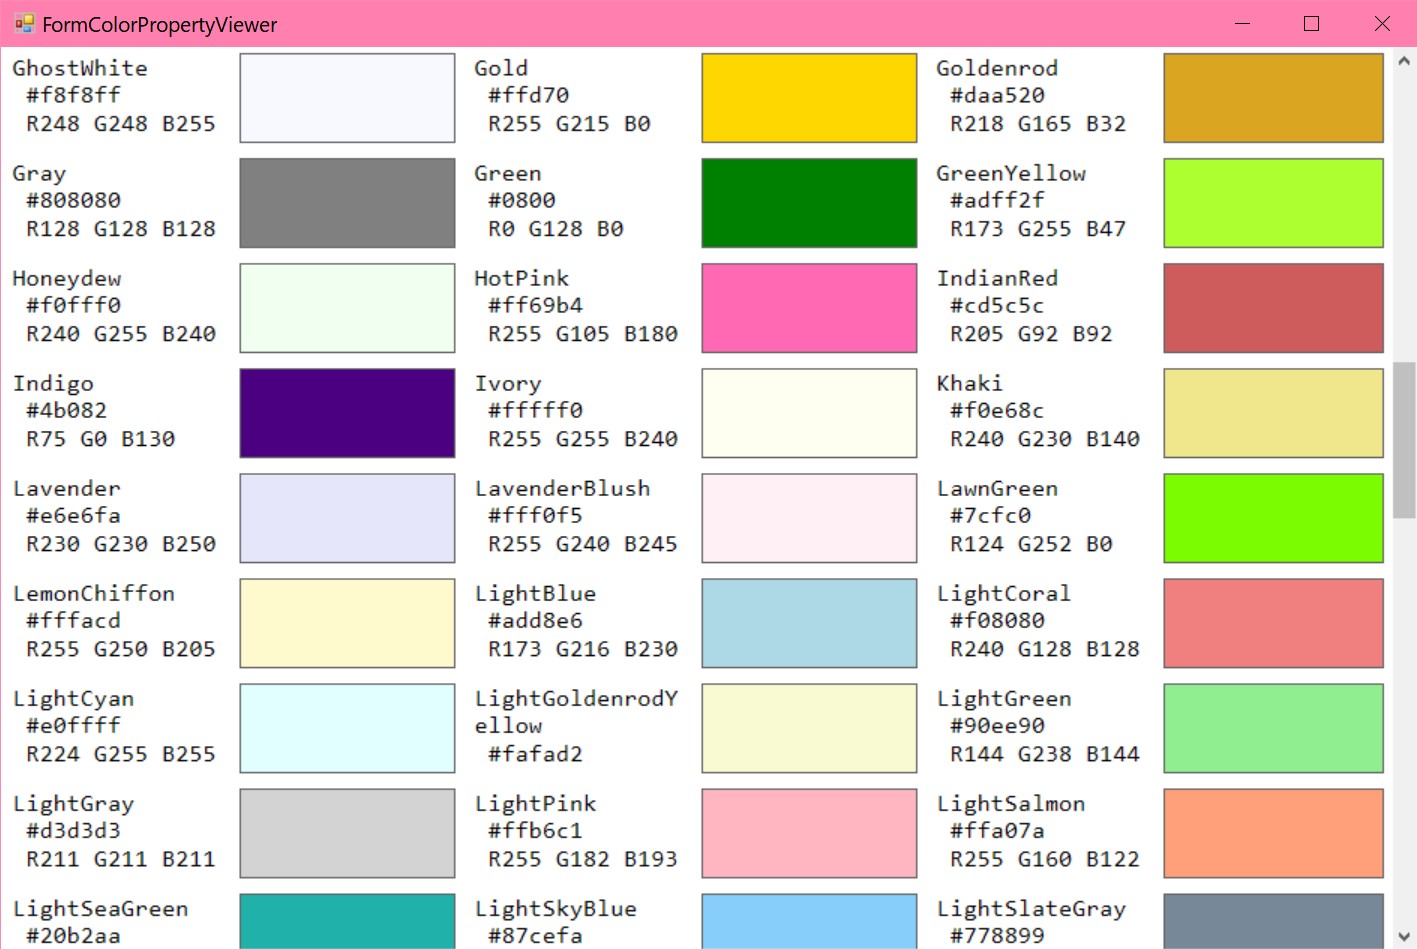 FormColorPropertyViewer
GhostWhite
#f8f8ff
R248 G248 B255
Gold
#ffd70
R255 G215 B0
Goldenrod
#daa520
R218 G165 B32
Gray
#808080
R128 G128 B128
Green
#0800
R0 G128 B0
GreenYellow
#adff2f
R173 G255 B47
Honeydew
#f0fff0
R240 G255 B240
HotPink
#ff69b4
R255 G105 B180
IndianRed
#cd5c5c
R205 G92 B92
Indigo
#4b082
R75 G0 B130
Ivory
#fffff0
R255 G255 B240
Khaki
#f0e68c
R240 G230 B140
Lavender
#e6e6fa
R230 G230 B250
LavenderBlush
#fff0f5
R255 G240 B245
LawnGreen
#7cfc0
R124 G252 B0
LemonChiffon
#fffacd
R255 G250 B205
LightBlue
#add8e6
R173 G216 B230
LightCoral
#f08080
R240 G128 B128
LightCyan
#e0ffff
R224 G255 B255
LightGoldenrodY
ellow
#fafad2
LightGreen
#90ee90
R144 G238 B144
LightGray
#d3d3d3
R211 G211 B211
LightPink
#ffb6c1
R255 G182 B193
LightSalmon
#ffa07a
R255 G160 B122
LightSeaGreen
#20b2aa
LightSkyBlue
#87cefa
LightSlateGray
#778899